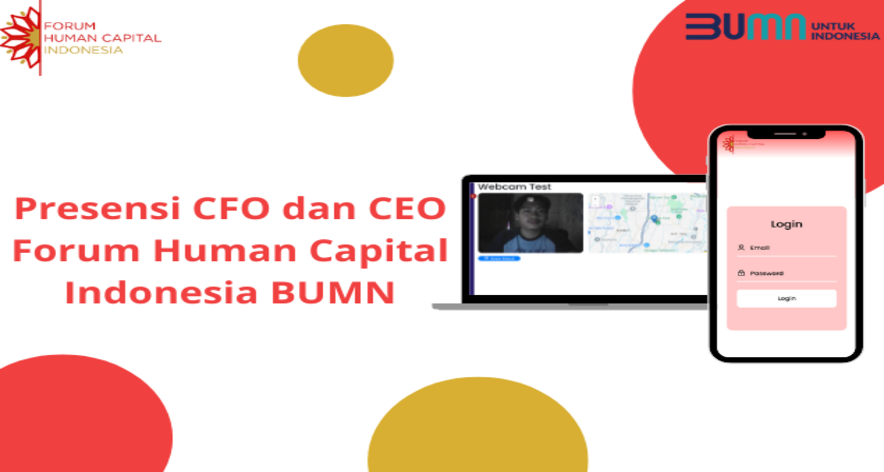 FORUM
HUMAN CAPITAL
INDONESIA
BUMN UNTUK
INDONESIA
Presensi CFO dan CEO
Forum Human Capital
Indonesia BUMN
Webcam Test
Login
Email
Password
Login